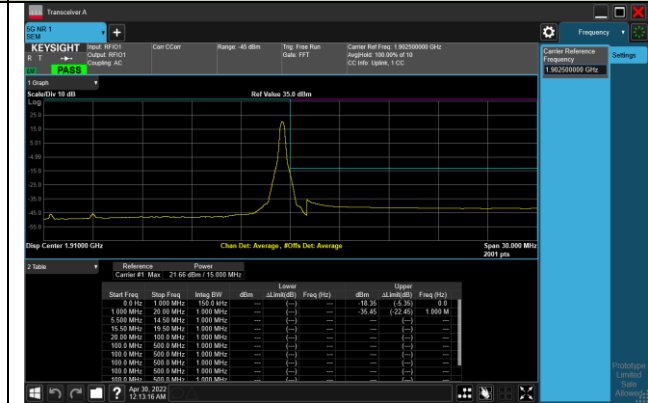 Transceiver A
5G NR 1
SEM
Frequency
KEYSIGHT
R T
PASS
Input: RFIO1
Output: RFIO1
Coupling: AC
Corr CCorr
Range: -45 dBm
Trig: Free Run
Gate: FFT
Carrier Ref Freq: 1.902500000 GHz
Avg|Hold: 100.00% of 10
CC Info: Uplink, 1 CC
Carrier Reference
Frequency
1.902500000 GHz
Settings
1 Graph
Scale/Div 10 dB
Ref Value 35.0 dBm
Log
25.0
15.0
5.01
-4.99
-15.0
-25.0
-35.0
-45.0
-55.0
Disp Center 1.91000 GHz
Chan Det: Average, #Offs Det: Average
Span 30.000 MHz
2001 pts
2 Table
Reference Power
Carrier #1: Max 21.66 dBm / 15.000 MHz
Lower Upper
Start Freq Stop Freq Integ BW dBm ΔLimit(dB) Freq (Hz) dBm ΔLimit(dB) Freq (Hz)
0.0 Hz 1.000 MHz 150.0 kHz --- (---) --- -18.35 (-5.35) 0.0
1.000 MHz 20.00 MHz 1.000 MHz --- (---) --- -35.45 (-22.45) 1.000 M
5.500 MHz 14.50 MHz 1.000 MHz --- (---) --- --- (---) ---
15.50 MHz 19.50 MHz 1.000 MHz --- (---) --- --- (---) ---
20.00 MHz 100.0 MHz 1.000 MHz --- (---) --- --- (---) ---
100.0 MHz 500.0 MHz 1.000 MHz --- (---) --- --- (---) ---
100.0 MHz 500.0 MHz 1.000 MHz --- (---) --- --- (---) ---
100.0 MHz 500.0 MHz 1.000 MHz --- (---) --- --- (---) ---
100.0 MHz 500.0 MHz 1.000 MHz --- (---) --- --- (---) ---
100.0 MHz 500.0 MHz 1.000 MHz --- (---) --- --- (---) ---
Apr 30, 2022
12:13:16 AM
Prototype
Limited
Sale
Allowed